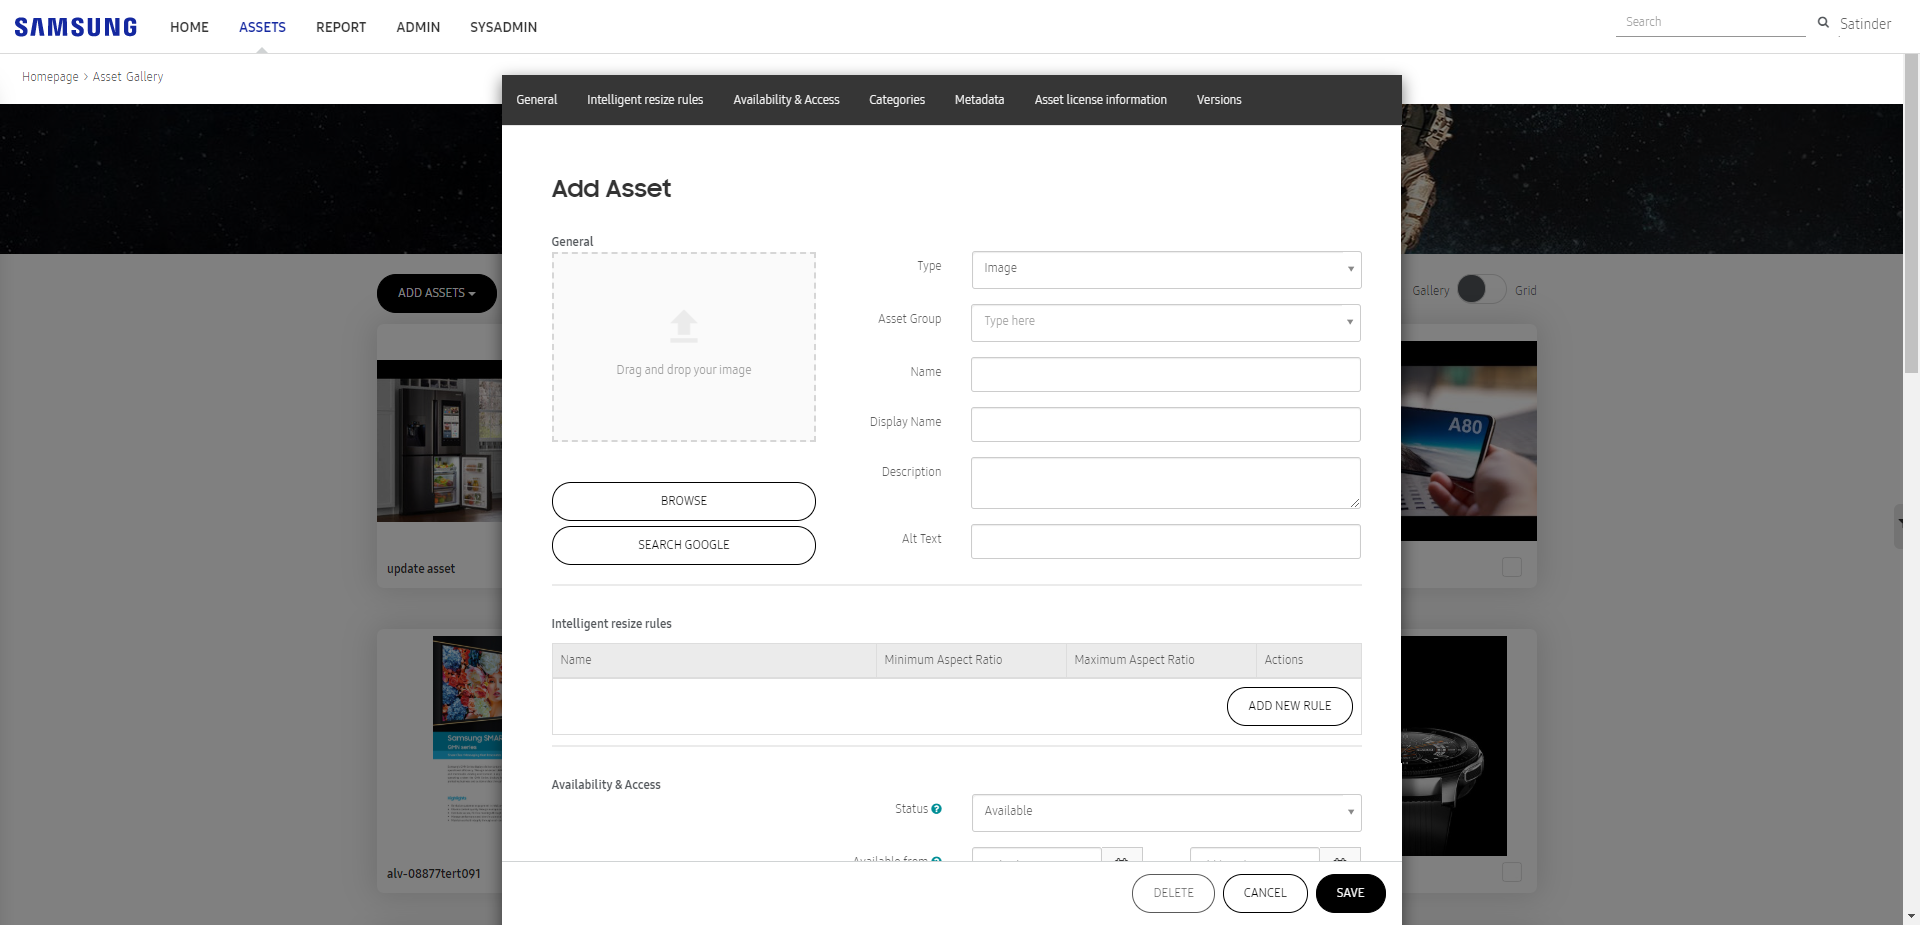 SAMSUNG HOME ASSETS REPORT ADMIN SYSADMIN Search Satinder
Homepage > Asset Gallery
General Intelligent resize rules Availability & Access Categories Metadata Asset license information Versions
Add Asset
General
Type Image
ADD ASSETS
Gallery Grid
Asset Group Type here
Drag and drop your image
Name
Display Name
A80
Description
BROWSE
Alt Text
SEARCH GOOGLE
update asset
Intelligent resize rules
Name Minimum Aspect Ratio Maximum Aspect Ratio Actions
ADD NEW RULE
Samsung SMA
Availability & Access
Status Available
Available from
alv-08877tert091
DELETE CANCEL SAVE